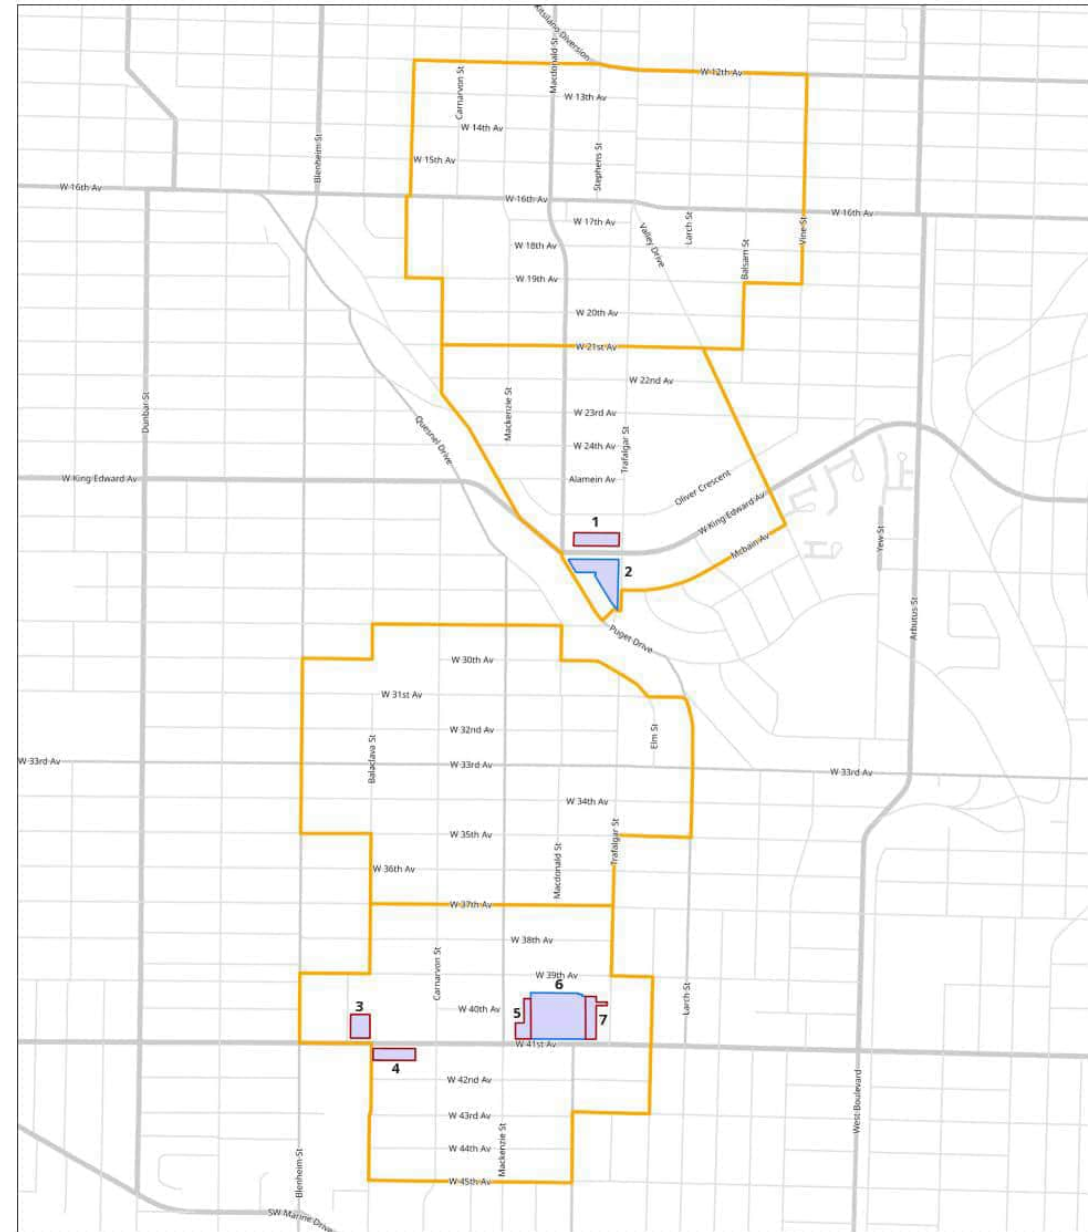 Kitsilano Diversion
Macdonald St
W 12th Av
Carnarvon St
W 13th Av
W 14th Av
Blenheim St
Stephens St
W 15th Av
W 16th Av
W 16th Av
W 16th Av
W 17th Av
Larch St
Vine St
Valley Drive
W 18th Av
Balsam St
W 19th Av
W 20th Av
W 21st Av
W 22nd Av
Dunbar St
Mackenzie St
W 23rd Av
Quesnel Drive
Trafalgar St
W 24th Av
W King Edward Av
Alamein Av
Oliver Crescent
W King Edward Av
1
Yew St
Mcbain Av
2
Arbutus St
Puget Drive
W 30th Av
W 31st Av
W 32nd Av
Elm St
Balaclava St
W 33rd Av
W 33rd Av
W 33rd Av
W 34th Av
W 35th Av
Trafalgar St
W 36th Av
Macdonald St
W 37th Av
W 38th Av
Carnarvon St
W 39th Av
6
Larch St
3
W 40th Av
5
7
W 41st Av
4
W 42nd Av
West Boulevard
W 43rd Av
Mackenzie St
W 44th Av
Blenheim St
W 45th Av
SW Marine Drive